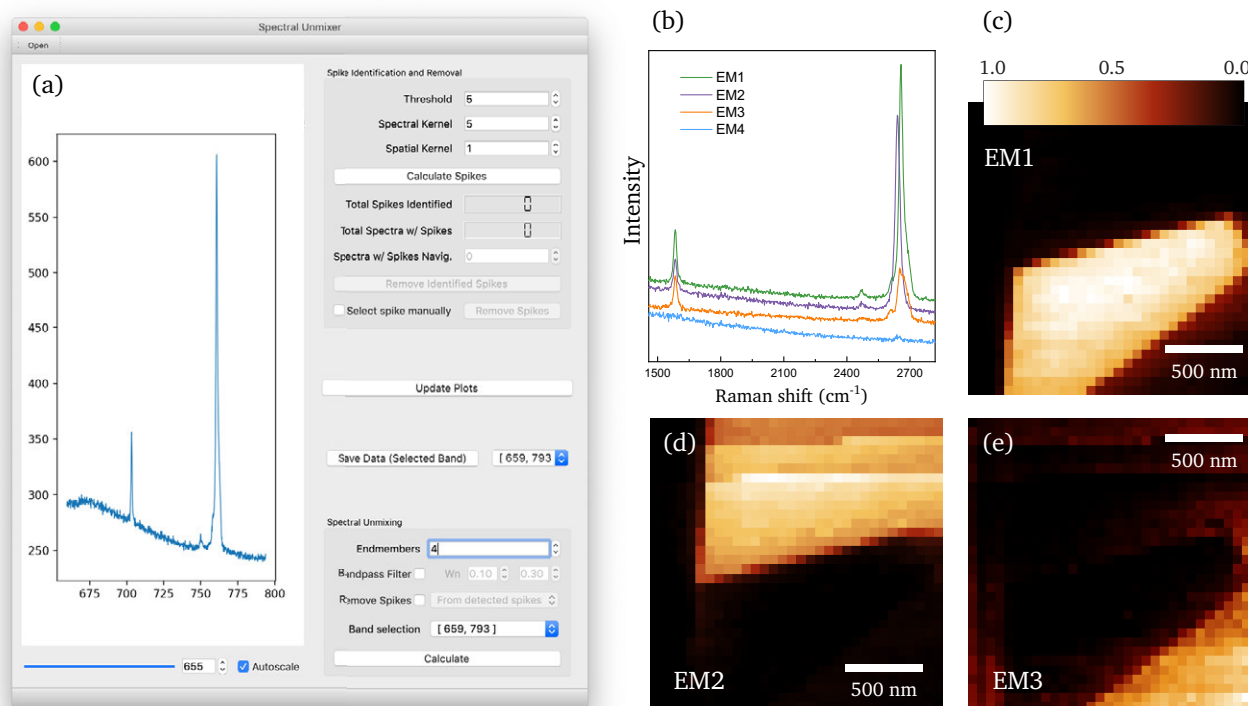 Spectral Unmixer
Open
(a)
600
550
500
450
400
350
300
250
675 700 725 750 775 800
655 Autoscale
Spike Identification and Removal
Threshold 5
Spectral Kernel 5
Spatial Kernel 1
Calculate Spikes
Total Spikes Identified 0
Total Spectra w/ Spikes 0
Spectra w/ Spikes Navig. 0
Remove Identified Spikes
Select spike manually Remove Spikes
Update Plots
Save Data (Selected Band) [ 659, 793
Spectral Unmixing
Endmembers 4
Bandpass Filter Wn 0.10 0.30
Remove Spikes From detected spikes
Band selection [ 659, 793 ]
Calculate
(b)
EM1
EM2
EM3
EM4
Intensity
1500 1800 2100 2400 2700
Raman shift (cm⁻¹)
(c)
1.0 0.5 0.0
EM1
500 nm
(d)
EM2
500 nm
(e)
500 nm
EM3